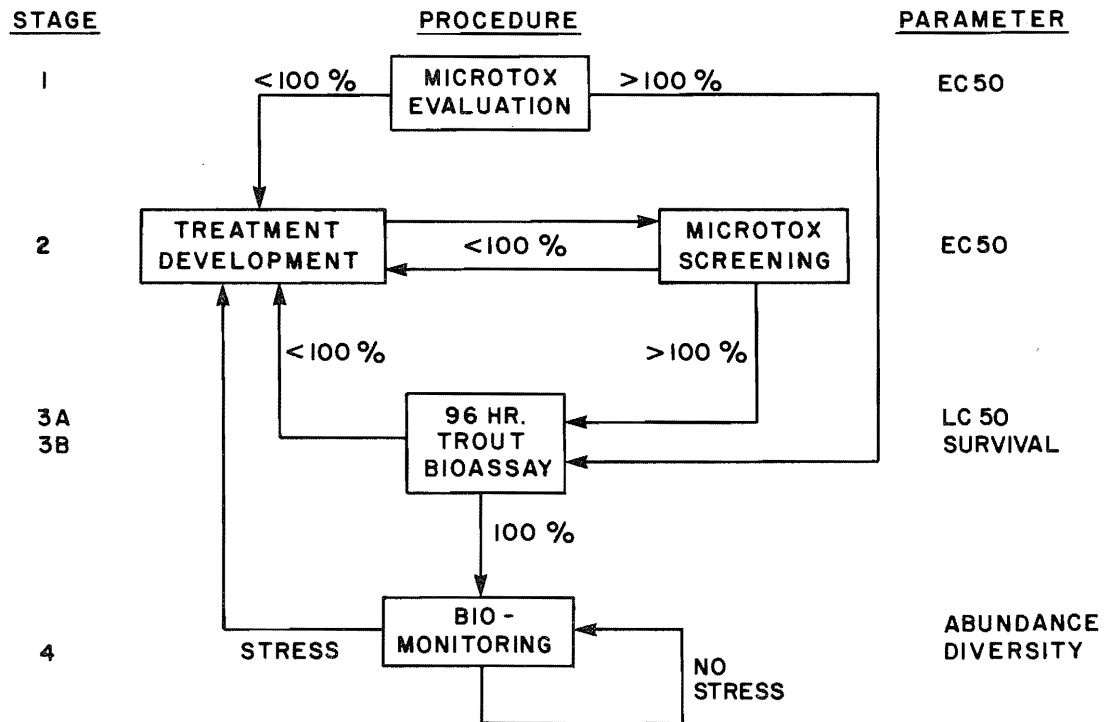 STAGE PROCEDURE PARAMETER
1 <100 % MICROTOX EVALUATION >100 % EC50
2 TREATMENT DEVELOPMENT <100 % MICROTOX SCREENING EC50
<100 % >100 %
3A 96 HR. LC 50
3B TROUT SURVIVAL
BIOASSAY
100 %
BIO - ABUNDANCE
4 STRESS MONITORING DIVERSITY
NO
STRESS